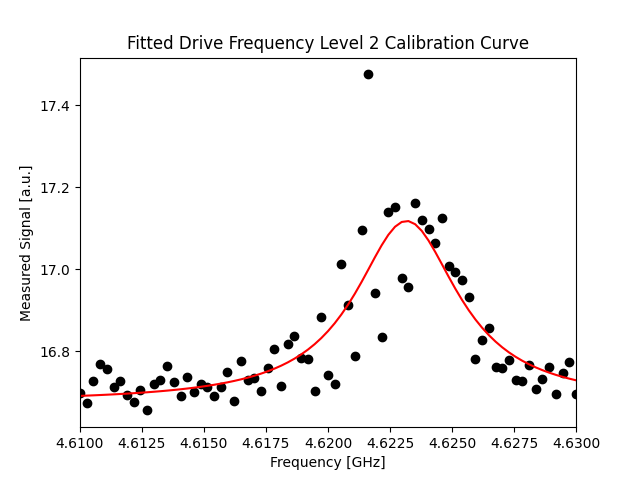 Fitted Drive Frequency Level 2 Calibration Curve
Measured Signal [a.u.]
17.4
17.2
17.0
16.8
4.6100 4.6125 4.6150 4.6175 4.6200 4.6225 4.6250 4.6275 4.6300
Frequency [GHz]